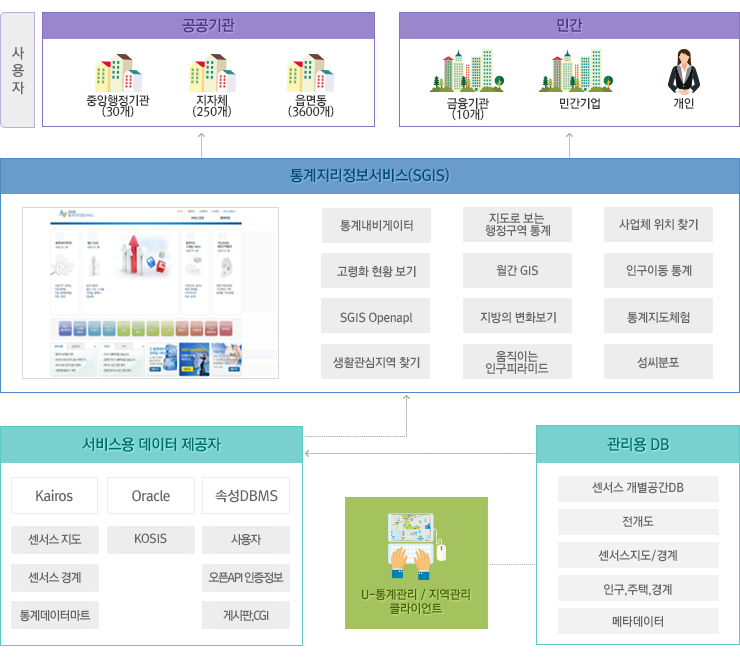 사용자
공공기관
중앙행정기관
(30개)
지자체
(250개)
읍면동
(3600개)
민간
금융기관
(10개)
민간기업
개인
통계지리정보서비스(SGIS)
통계내비게이터
지도로 보는
행정구역 통계
사업체 위치 찾기
고령화 현황 보기
월간 GIS
인구이동 통계
SGIS Openapl
지방의 변화보기
통계지도체험
생활관심지역 찾기
움직이는
인구피라미드
성씨분포
서비스용 데이터 제공자
Kairos
Oracle
속성DBMS
센서스 지도
KOSIS
사용자
센서스 경계
오픈API 인증정보
통계데이터마트
게시판,CGI
U-통계관리 / 지역관리
클라이언트
관리용 DB
센서스 개별공간DB
전개도
센서스지도/경계
인구,주택,경계
메타데이터